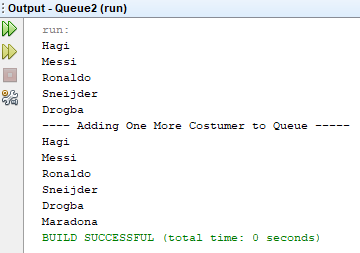 Output - Queue2 (run)
run:
Hagi
Messi
Ronaldo
Sneijder
Drogba
---- Adding One More Costumer to Queue -----
Hagi
Messi
Ronaldo
Sneijder
Drogba
Maradona
BUILD SUCCESSFUL (total time: 0 seconds)